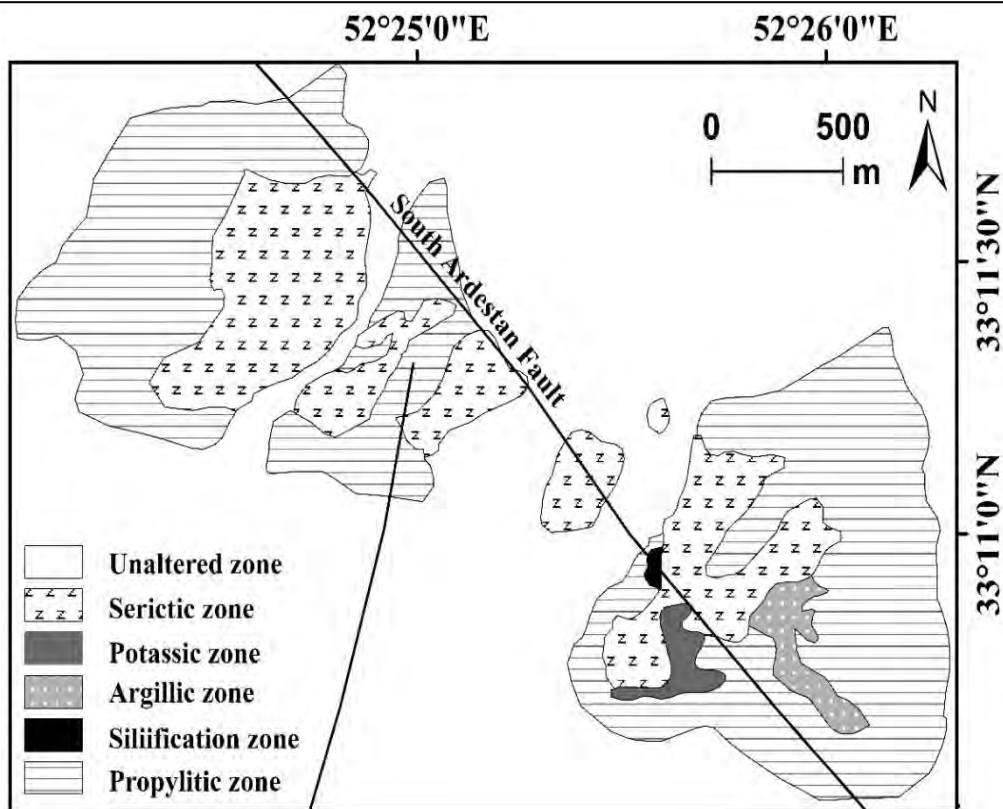 52°25'0"E 52°26'0"E
N
0 500
m
South Ardestan Fault
33°11'30"N
33°11'0"N
Unaltered zone
Serictic zone
Potassic zone
Argillic zone
Siliification zone
Propylitic zone